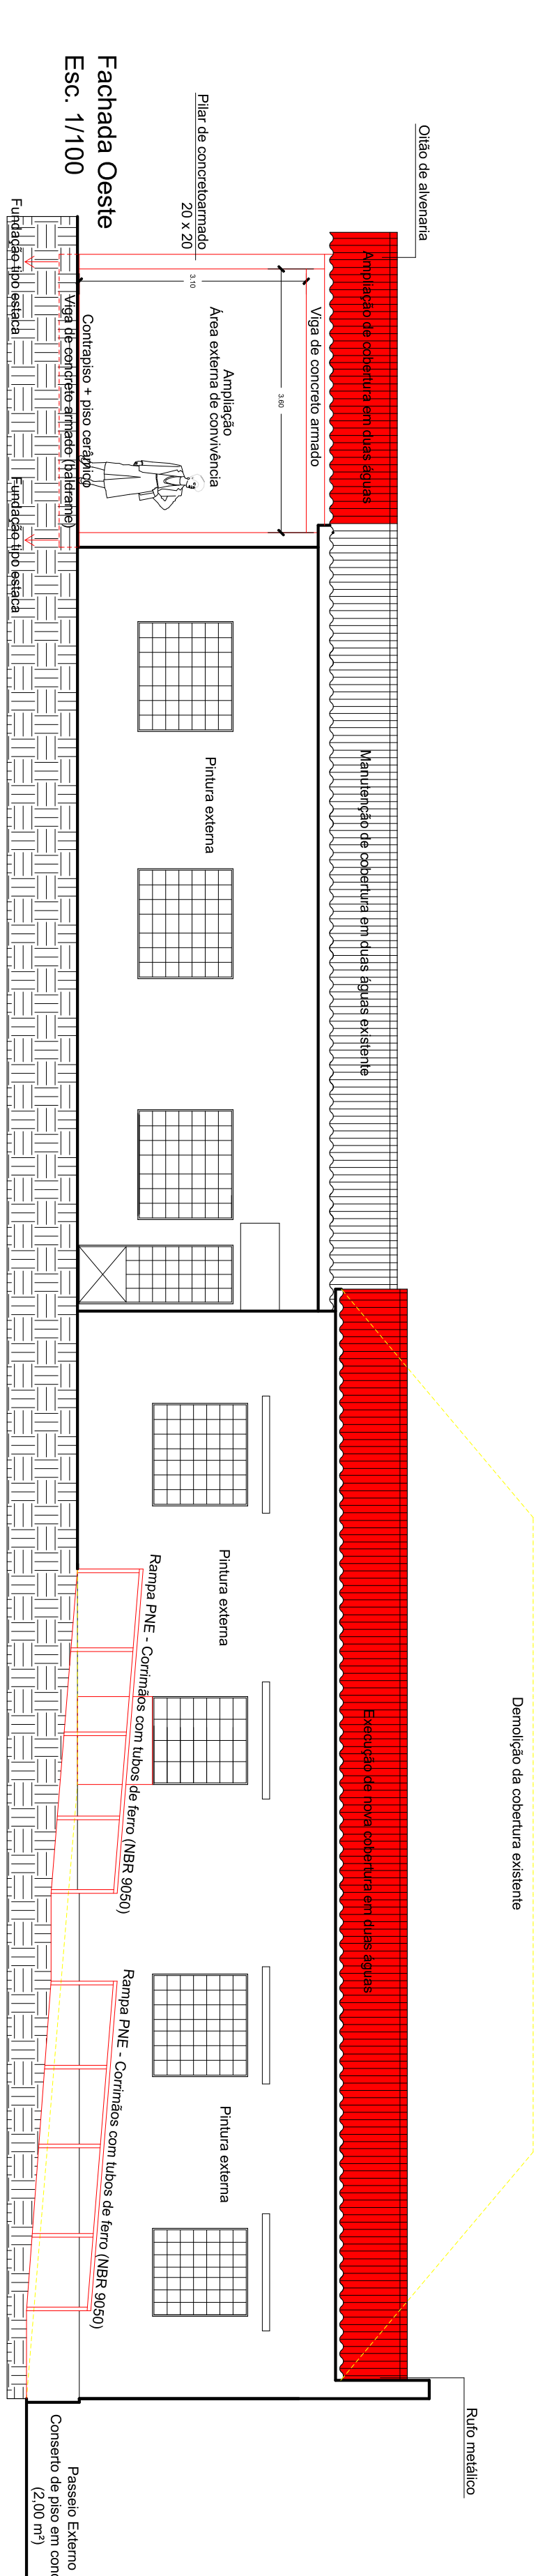 Fachada Oeste
Esc. 1/100
Oitão de alvenaria
Pilar de concretoarmado
20 x 20
Ampliação de cobertura em duas águas
Viga de concreto armado
3.10
3.60
Ampliação
Área externa de convivência
Contrapiso + piso cerâmico
Viga de concreto armado (baldrame)
Fundação tipo estaca
Fundação tipo estaca
Manutenção de cobertura em duas águas existente
Pintura externa
Demolição da cobertura existente
Execução de nova cobertura em duas águas
Pintura externa
Pintura externa
Rampa PNE - Corrimãos com tubos de ferro (NBR 9050)
Rampa PNE - Corrimãos com tubos de ferro (NBR 9050)
Rufo metálico
Passeio Externo
Conserto de piso em conc
(2,00 m²)